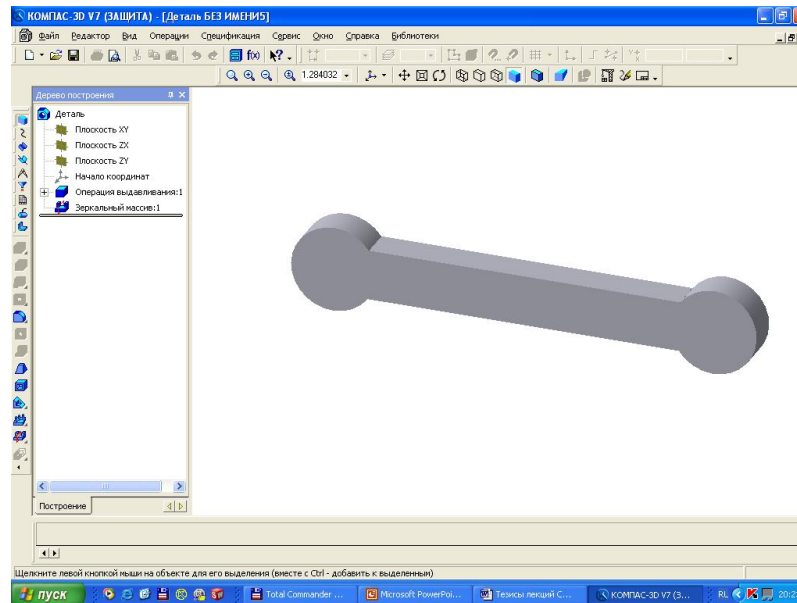 КОМПАС-3D V7 (ЗАЩИТА) - [Деталь БЕЗ ИМЕНИ5]
Файл Редактор Вид Операции Спецификация Сервис Окно Справка Библиотеки
f(x)
1.284032
Дерево построения
Деталь
Плоскость XY
Плоскость ZX
Плоскость ZY
Начало координат
Операция выдавливания:1
Зеркальный массив:1
Построение
Щелкните левой кнопкой мыши на объекте для его выделения (вместе с Ctrl - добавить к выделенным)
пуск Total Commander ... Microsoft PowerPoi... Тезисы лекций С... КОМПАС-3D V7 (З... RL